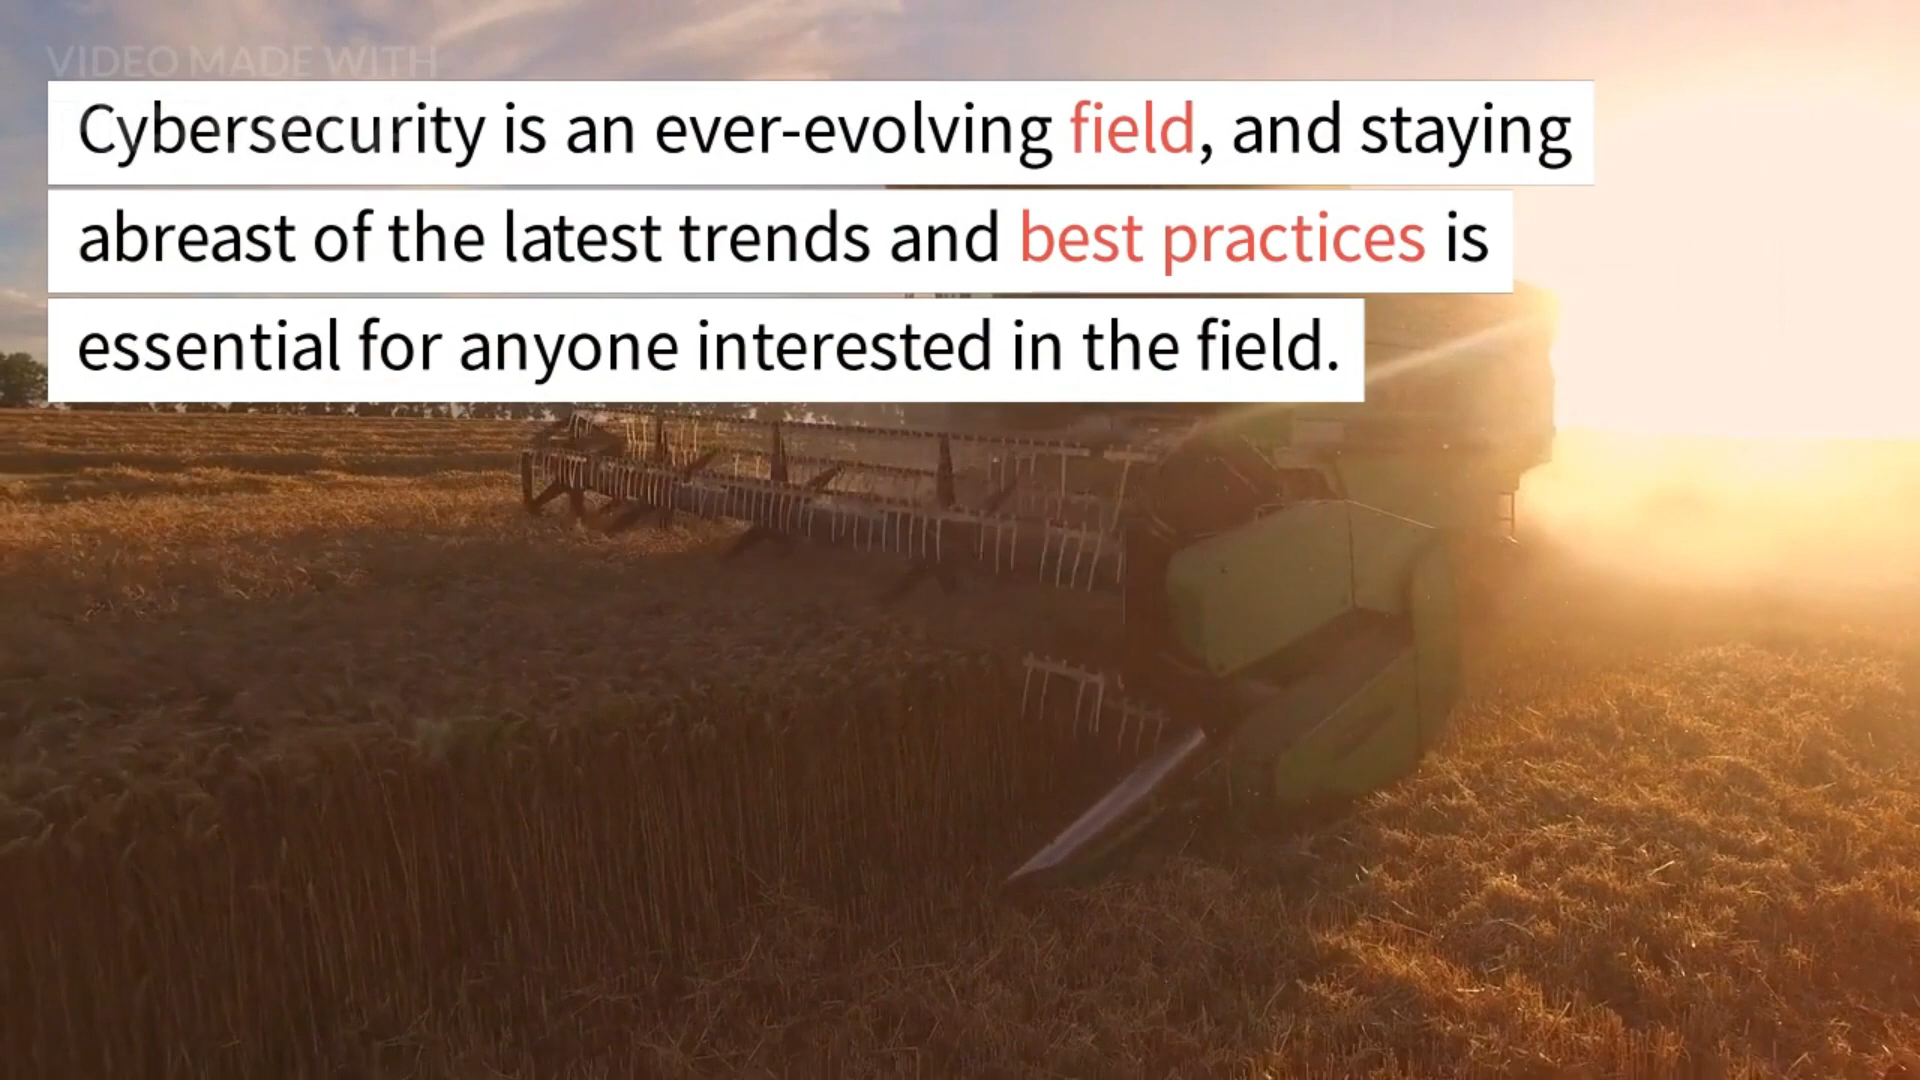 VIDEO MADE WITH
Cybersecurity is an ever-evolving field, and staying
abreast of the latest trends and best practices is
essential for anyone interested in the field.